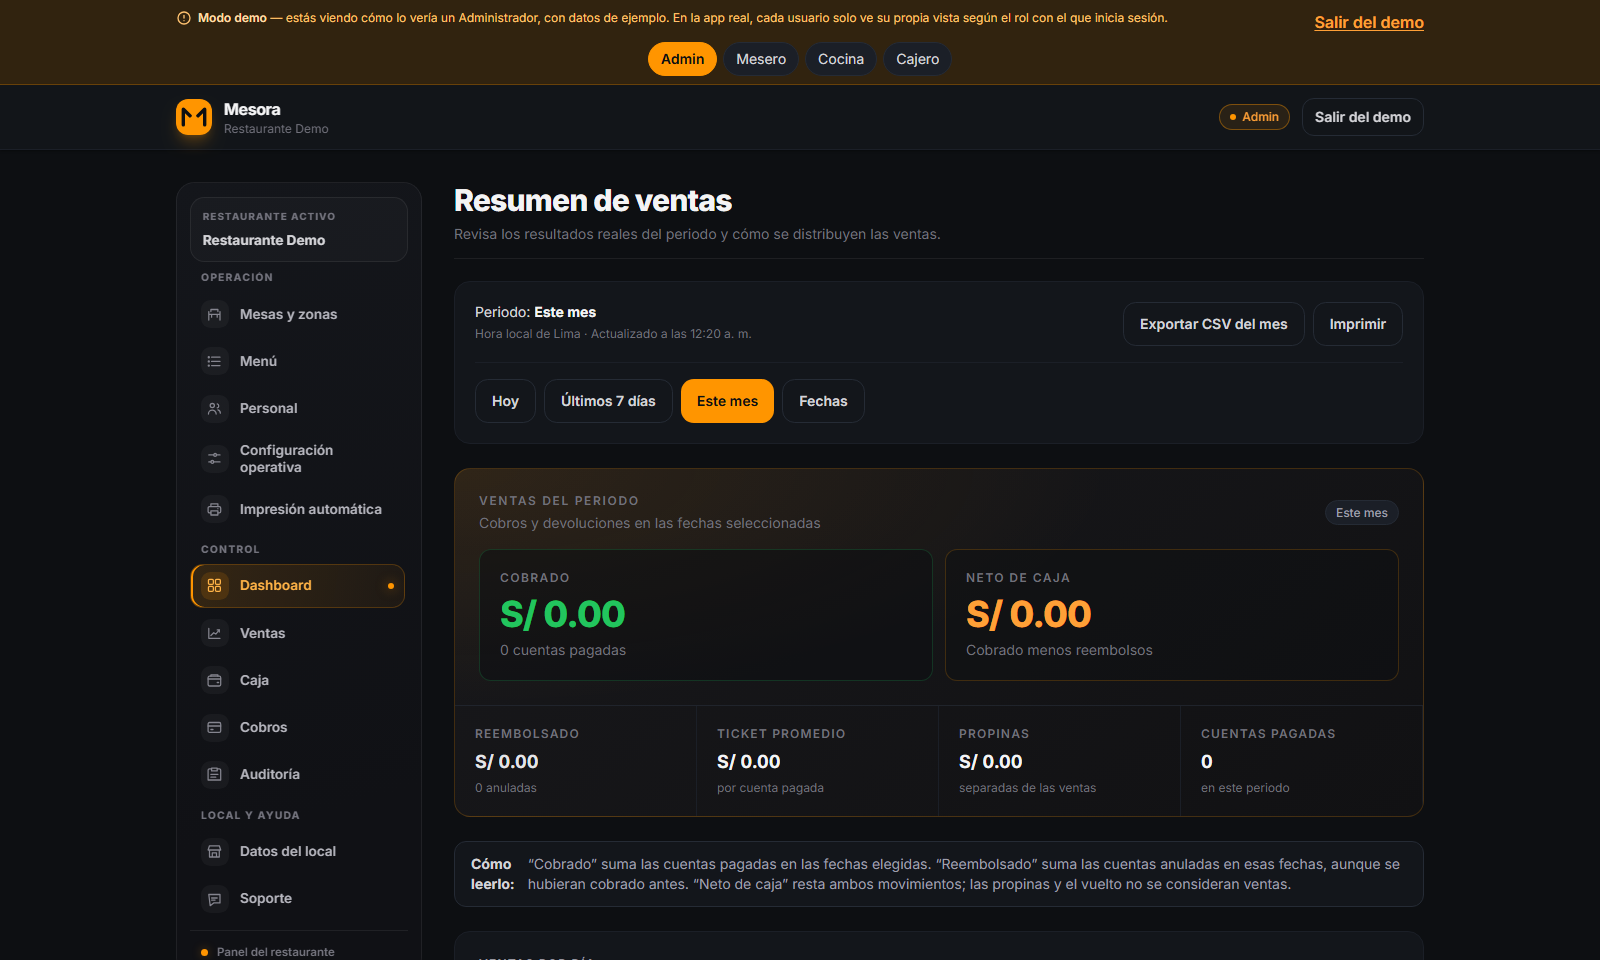 Modo demo — estás viendo cómo lo vería un Administrador, con datos de ejemplo. En la app real, cada usuario solo ve su propia vista según el rol con el que inicia sesión.
Salir del demo
Admin
Mesero
Cocina
Cajero
Mesora
Restaurante Demo
Admin
Salir del demo
RESTAURANTE ACTIVO
Restaurante Demo
OPERACIÓN
Mesas y zonas
Menú
Personal
Configuración
operativa
Impresión automática
CONTROL
Dashboard
Ventas
Caja
Cobros
Auditoría
LOCAL Y AYUDA
Datos del local
Soporte
Panel del restaurante
Resumen de ventas
Revisa los resultados reales del periodo y cómo se distribuyen las ventas.
Periodo: Este mes
Hora local de Lima · Actualizado a las 12:20 a. m.
Exportar CSV del mes
Imprimir
Hoy
Últimos 7 días
Este mes
Fechas
VENTAS DEL PERIODO
Cobros y devoluciones en las fechas seleccionadas
Este mes
COBRADO
S/ 0.00
0 cuentas pagadas
NETO DE CAJA
S/ 0.00
Cobrado menos reembolsos
REEMBOLSADO
S/ 0.00
0 anuladas
TICKET PROMEDIO
S/ 0.00
por cuenta pagada
PROPINAS
S/ 0.00
separadas de las ventas
CUENTAS PAGADAS
0
en este periodo
Cómo leerlo:
“Cobrado” suma las cuentas pagadas en las fechas elegidas. “Reembolsado” suma las cuentas anuladas en esas fechas, aunque se
hubieran cobrado antes. “Neto de caja” resta ambos movimientos; las propinas y el vuelto no se consideran ventas.